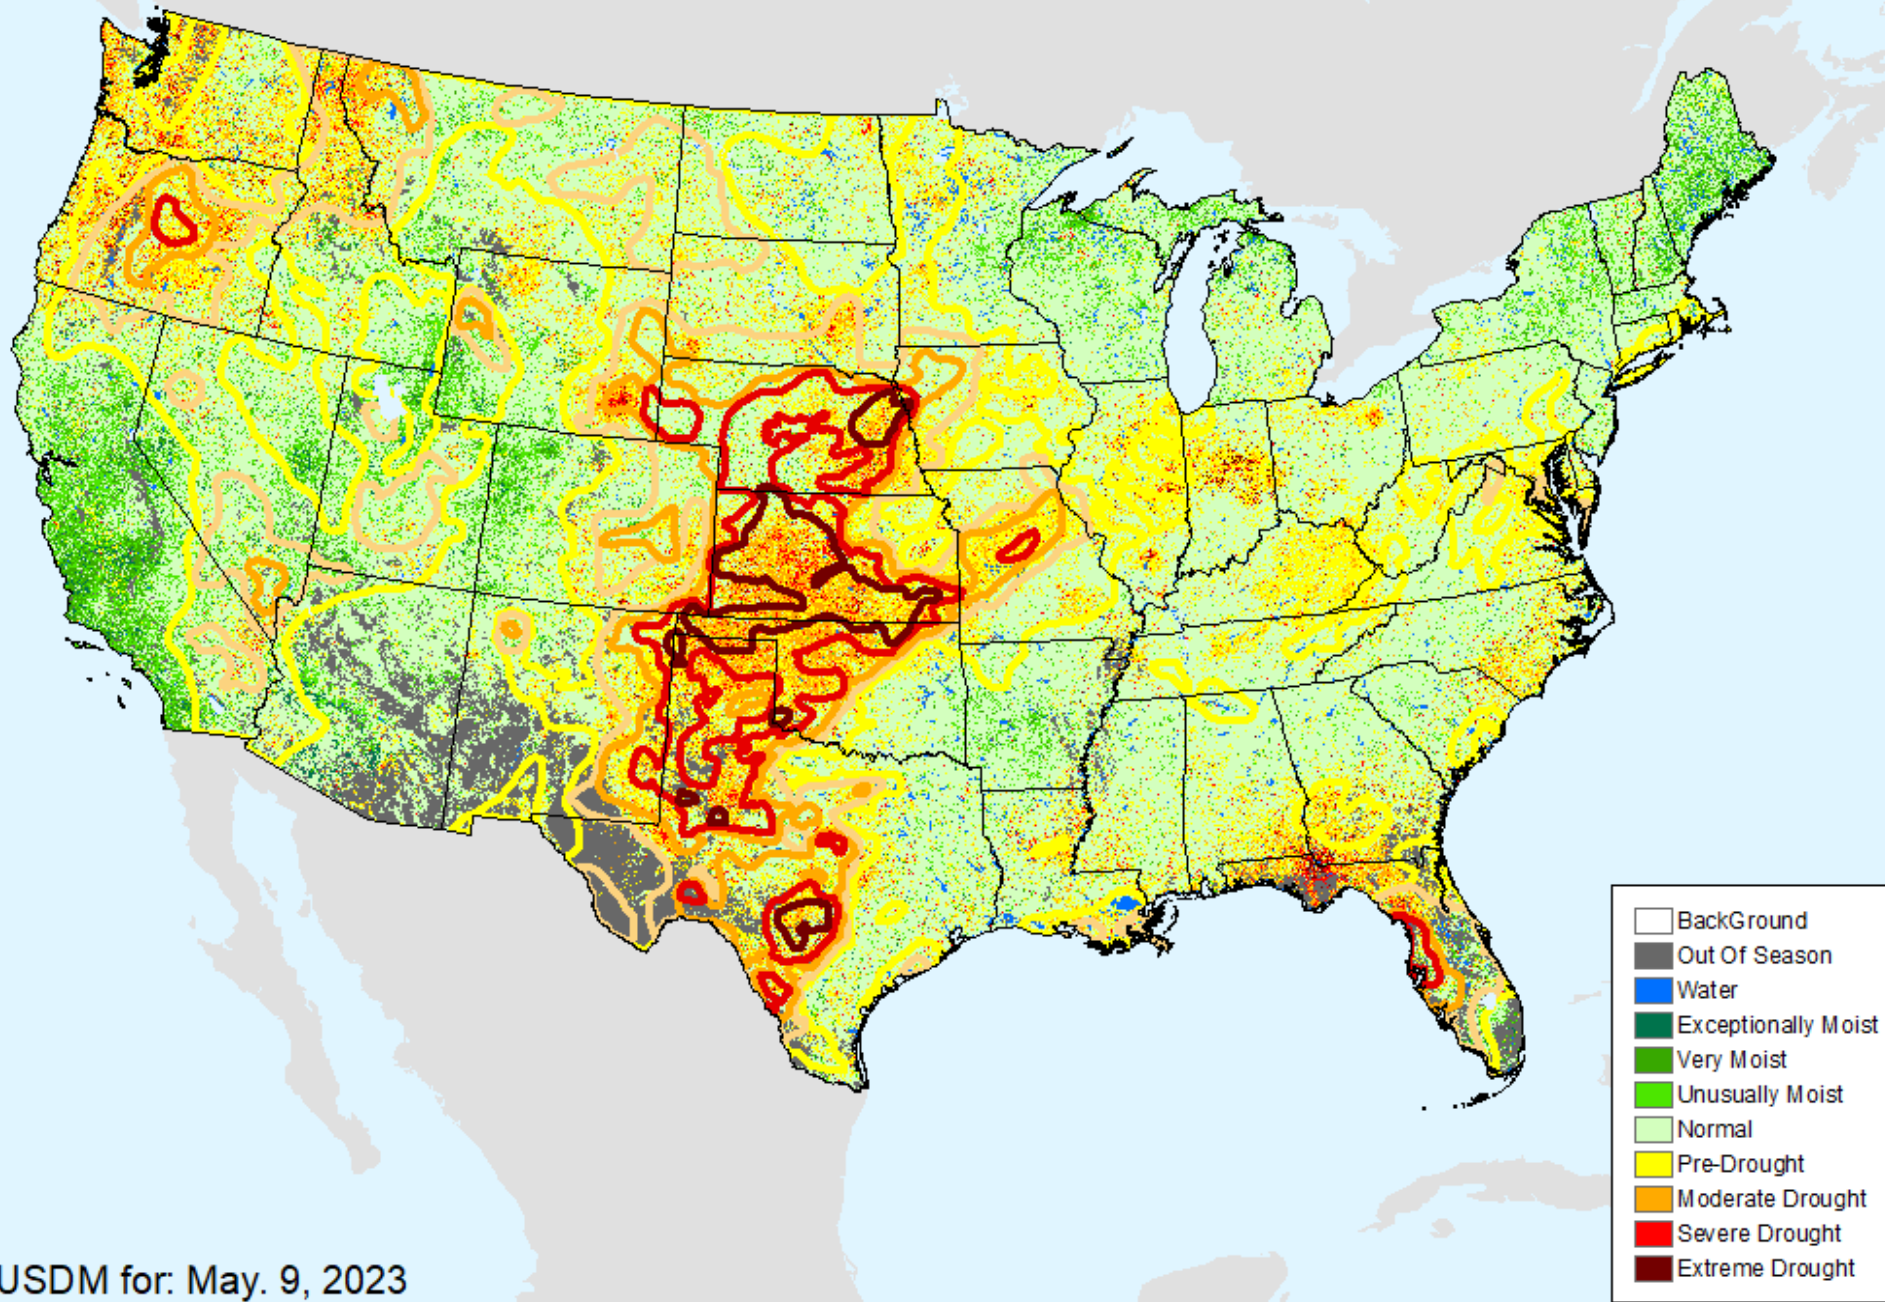 BackGround
Out Of Season
Water
Exceptionally Moist
Very Moist
Unusually Moist
Normal
Pre-Drought
Moderate Drought
Severe Drought
Extreme Drought
USDM for: May. 9, 2023